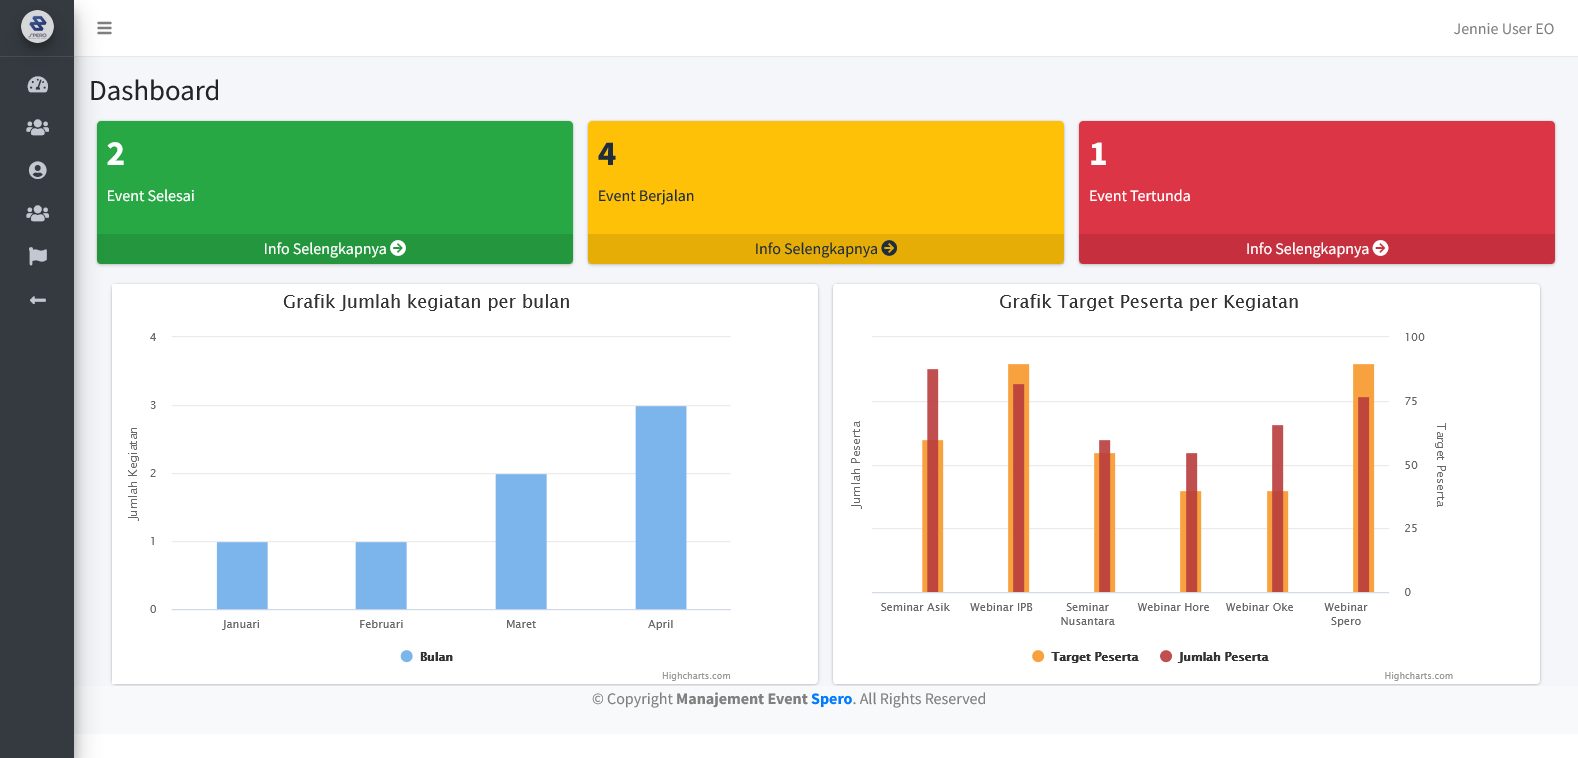 SPERO
Jennie User EO
Dashboard
2
Event Selesai
Info Selengkapnya
4
Event Berjalan
Info Selengkapnya
1
Event Tertunda
Info Selengkapnya
Grafik Jumlah kegiatan per bulan
Jumlah Kegiatan
4
3
2
1
0
Januari
Februari
Maret
April
Bulan
Highcharts.com
Grafik Target Peserta per Kegiatan
Jumlah Peserta
100
75
50
25
0
Target Peserta
Seminar Asik
Webinar IPB
Seminar
Nusantara
Webinar Hore
Webinar Oke
Webinar
Spero
Target Peserta
Jumlah Peserta
Highcharts.com
© Copyright Manajement Event Spero. All Rights Reserved